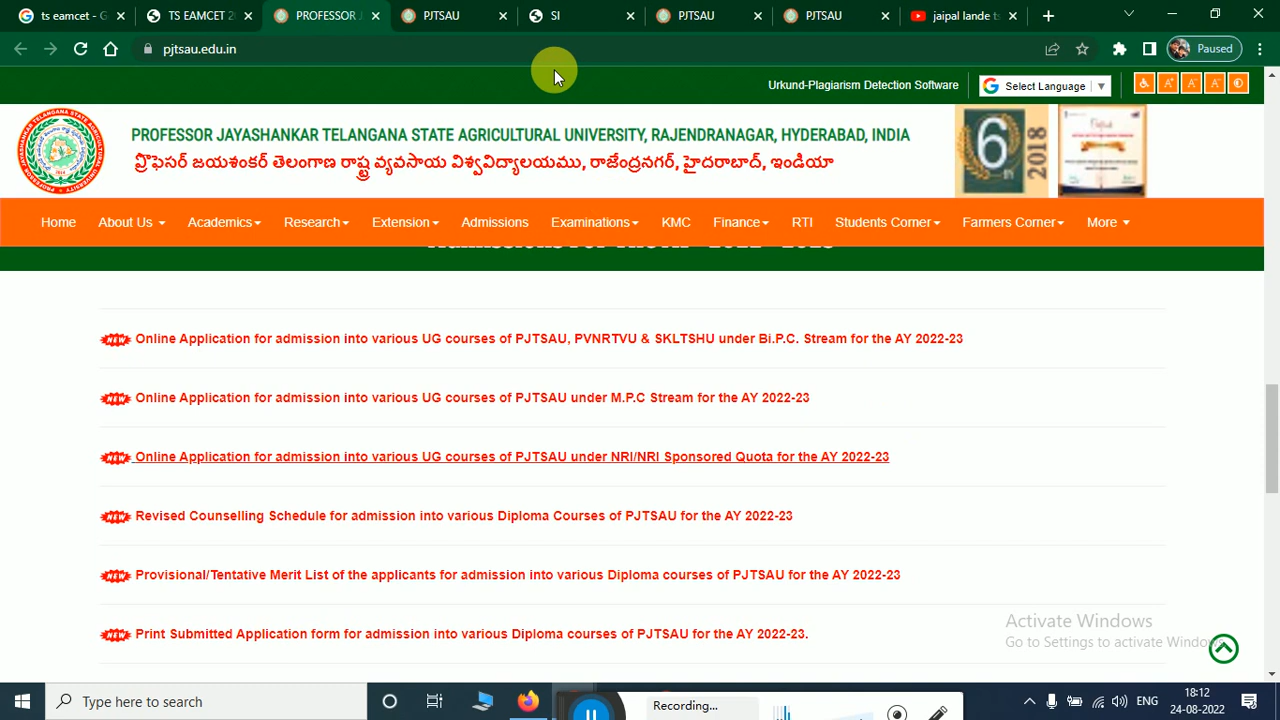 ts eamcet - G
TS EAMCET 20
PROFESSOR J
PJTSAU
SI
PJTSAU
PJTSAU
jaipal lande ts
pjtsau.edu.in
Paused
Urkund-Plagiarism Detection Software
Select Language
PROFESSOR JAYASHANKAR TELANGANA STATE AGRICULTURAL UNIVERSITY, RAJENDRANAGAR, HYDERABAD, INDIA
ప్రొఫెసర్ జయశంకర్ తెలంగాణ రాష్ట్ర వ్యవసాయ విశ్వవిద్యాలయము, రాజేంద్రనగర్, హైదరాబాద్, ఇండియా
6
2018
Home About Us Academics Research Extension Admissions Examinations KMC Finance RTI Students Corner Farmers Corner More
NEW Online Application for admission into various UG courses of PJTSAU, PVNRTVU & SKLTSHU under Bi.P.C. Stream for the AY 2022-23
NEW Online Application for admission into various UG courses of PJTSAU under M.P.C Stream for the AY 2022-23
NEW Online Application for admission into various UG courses of PJTSAU under NRI/NRI Sponsored Quota for the AY 2022-23
NEW Revised Counselling Schedule for admission into various Diploma Courses of PJTSAU for the AY 2022-23
NEW Provisional/Tentative Merit List of the applicants for admission into various Diploma courses of PJTSAU for the AY 2022-23
NEW Print Submitted Application form for admission into various Diploma courses of PJTSAU for the AY 2022-23.
Activate Windows
Go to Settings to activate Windows.
Type here to search
Recording...
ENG
18:12
24-08-2022